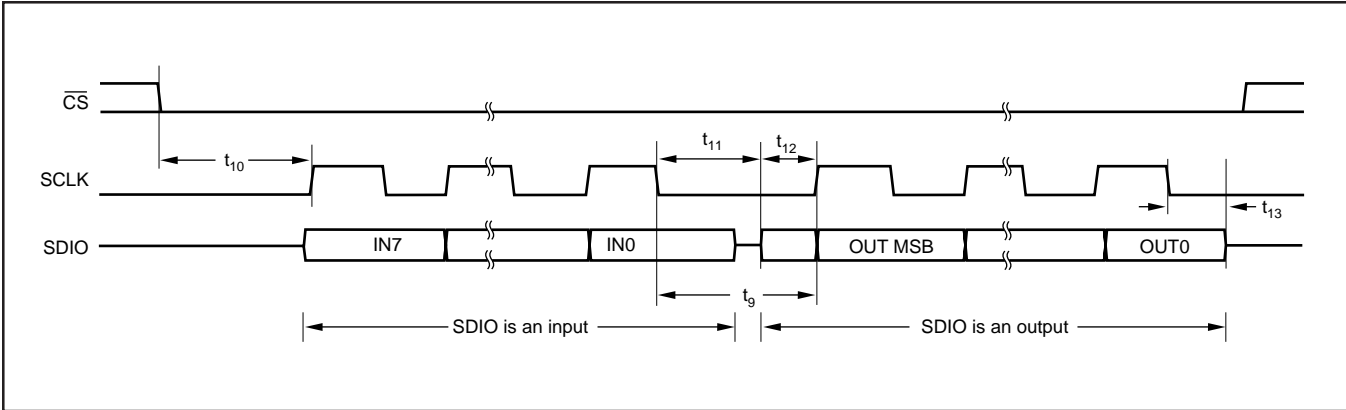 CS
t10
t11
t12
SCLK
t13
SDIO
IN7
IN0
OUT MSB
OUT0
t9
SDIO is an input
SDIO is an output